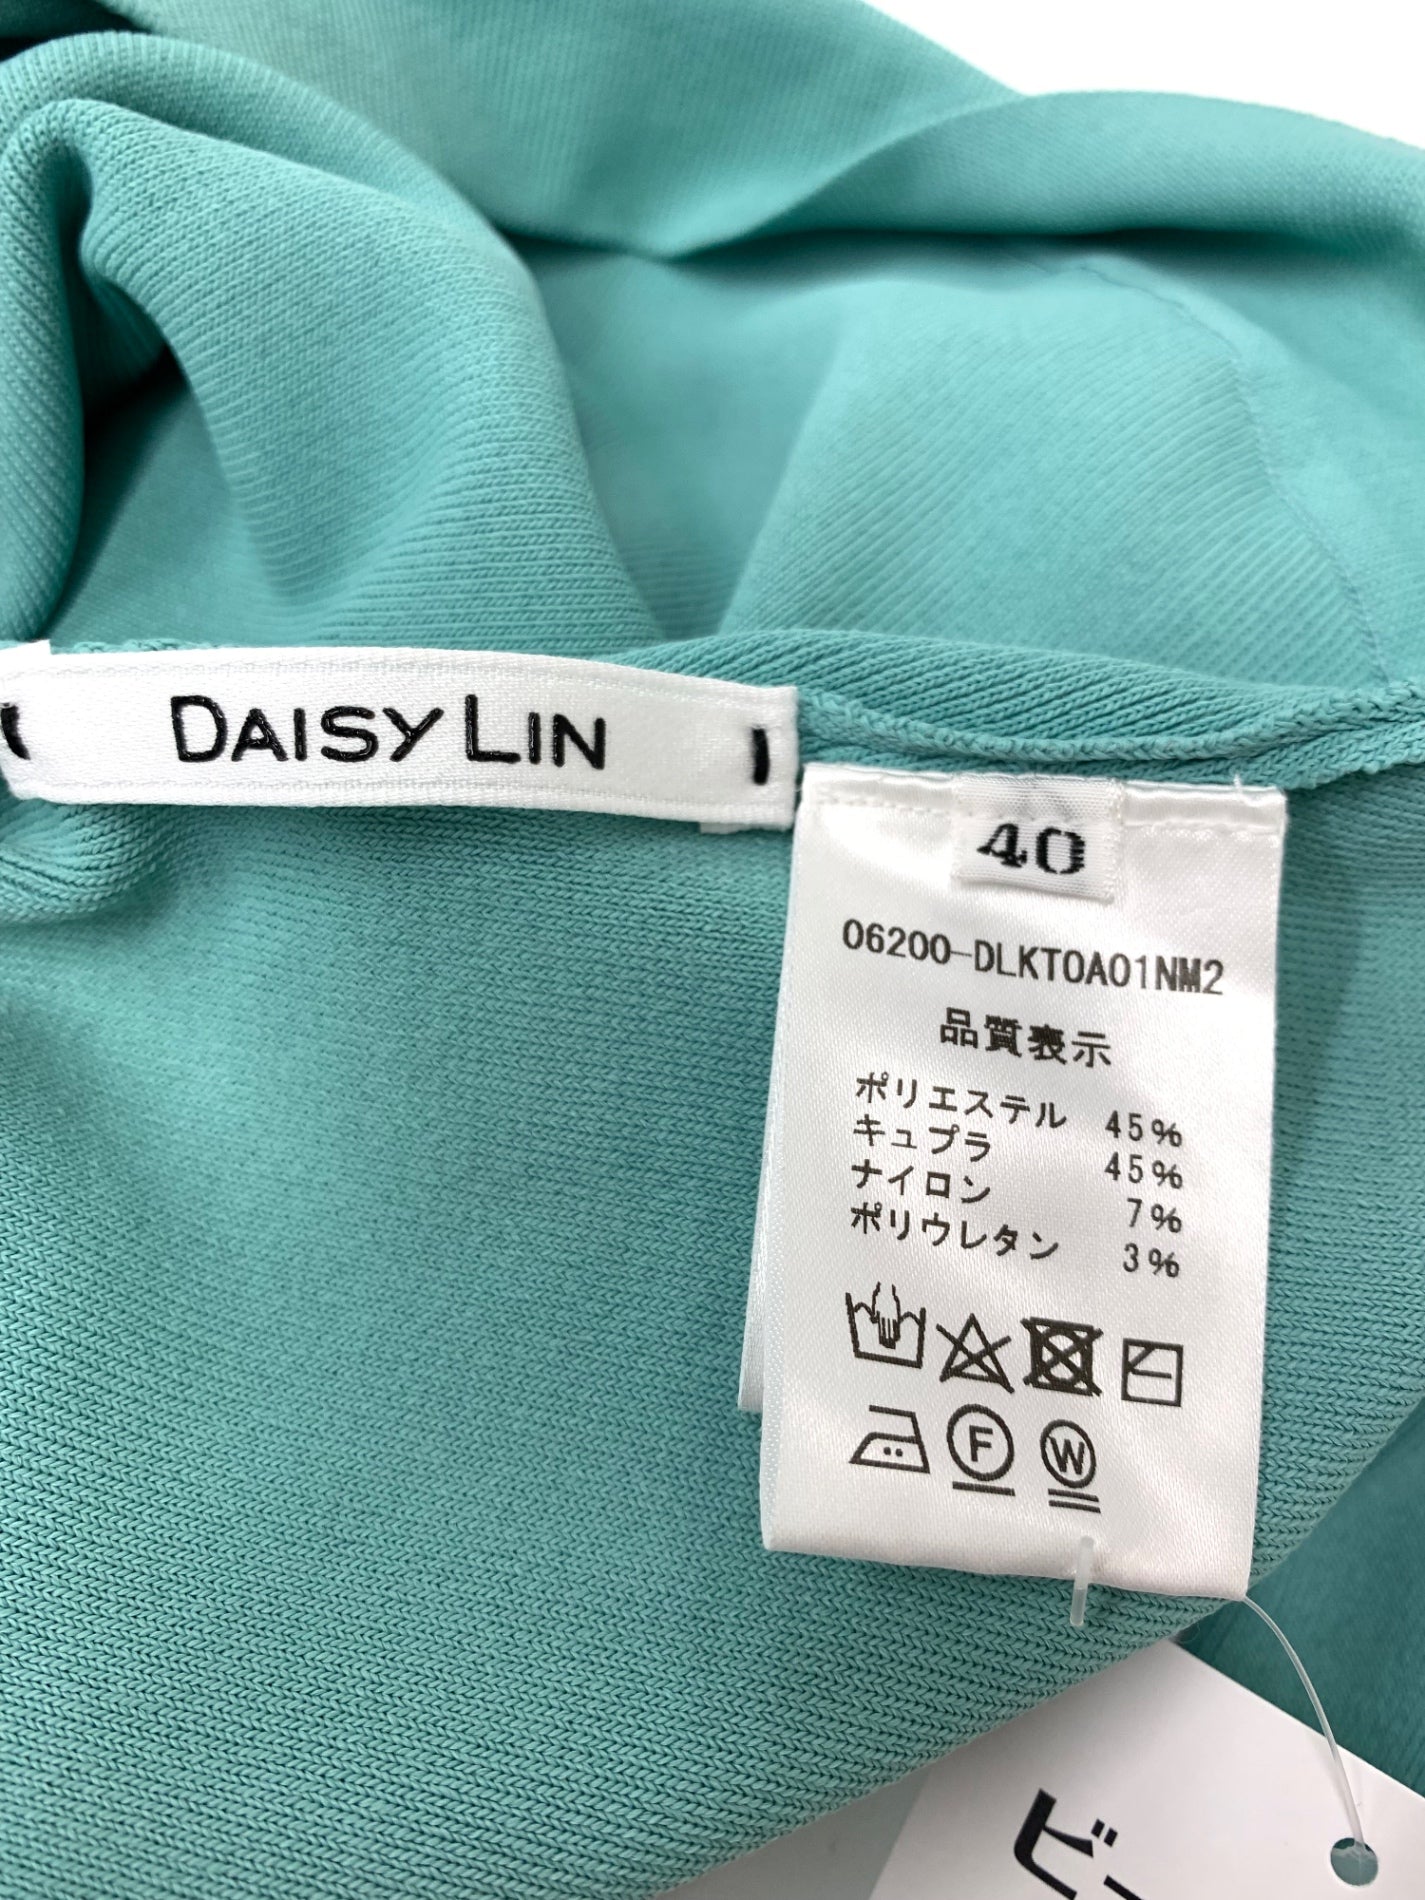 DAISY LIN
40
06200-DLKT0A01NM2
品質表示
ポリエステル 45%
キュプラ 45%
ナイロン 7%
ポリウレタン 3%
F W